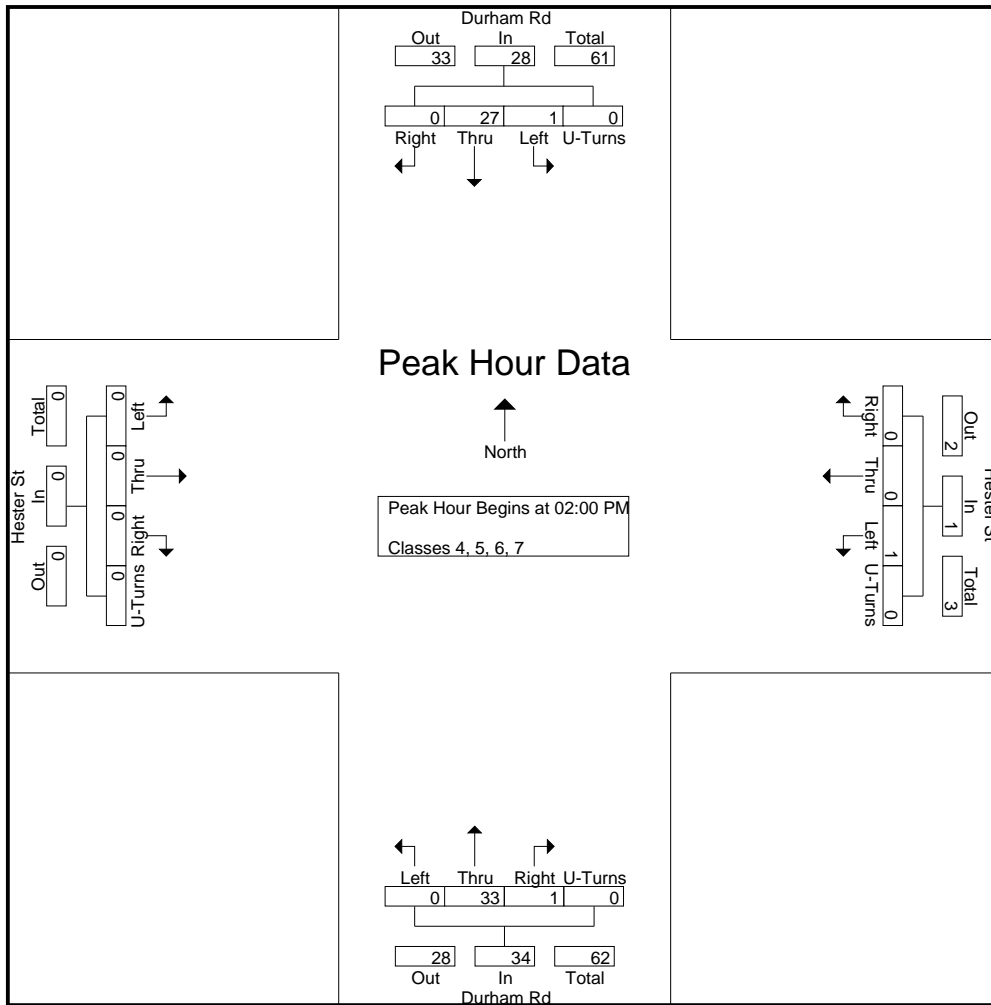 Durham Rd
Out In Total
33 28 61
0 27 1 0
Right Thru Left U-Turns
Peak Hour Data
North
Peak Hour Begins at 02:00 PM
Classes 4, 5, 6, 7
Hester St
Total In Out
0 0 0
0 0 0 0
Left Thru Right U-Turns
Right Thru Left U-Turns
0 0 1 0
Out In Total
2 1 3
Hester St
Left Thru Right U-Turns
0 33 1 0
28 34 62
Out In Total
Durham Rd